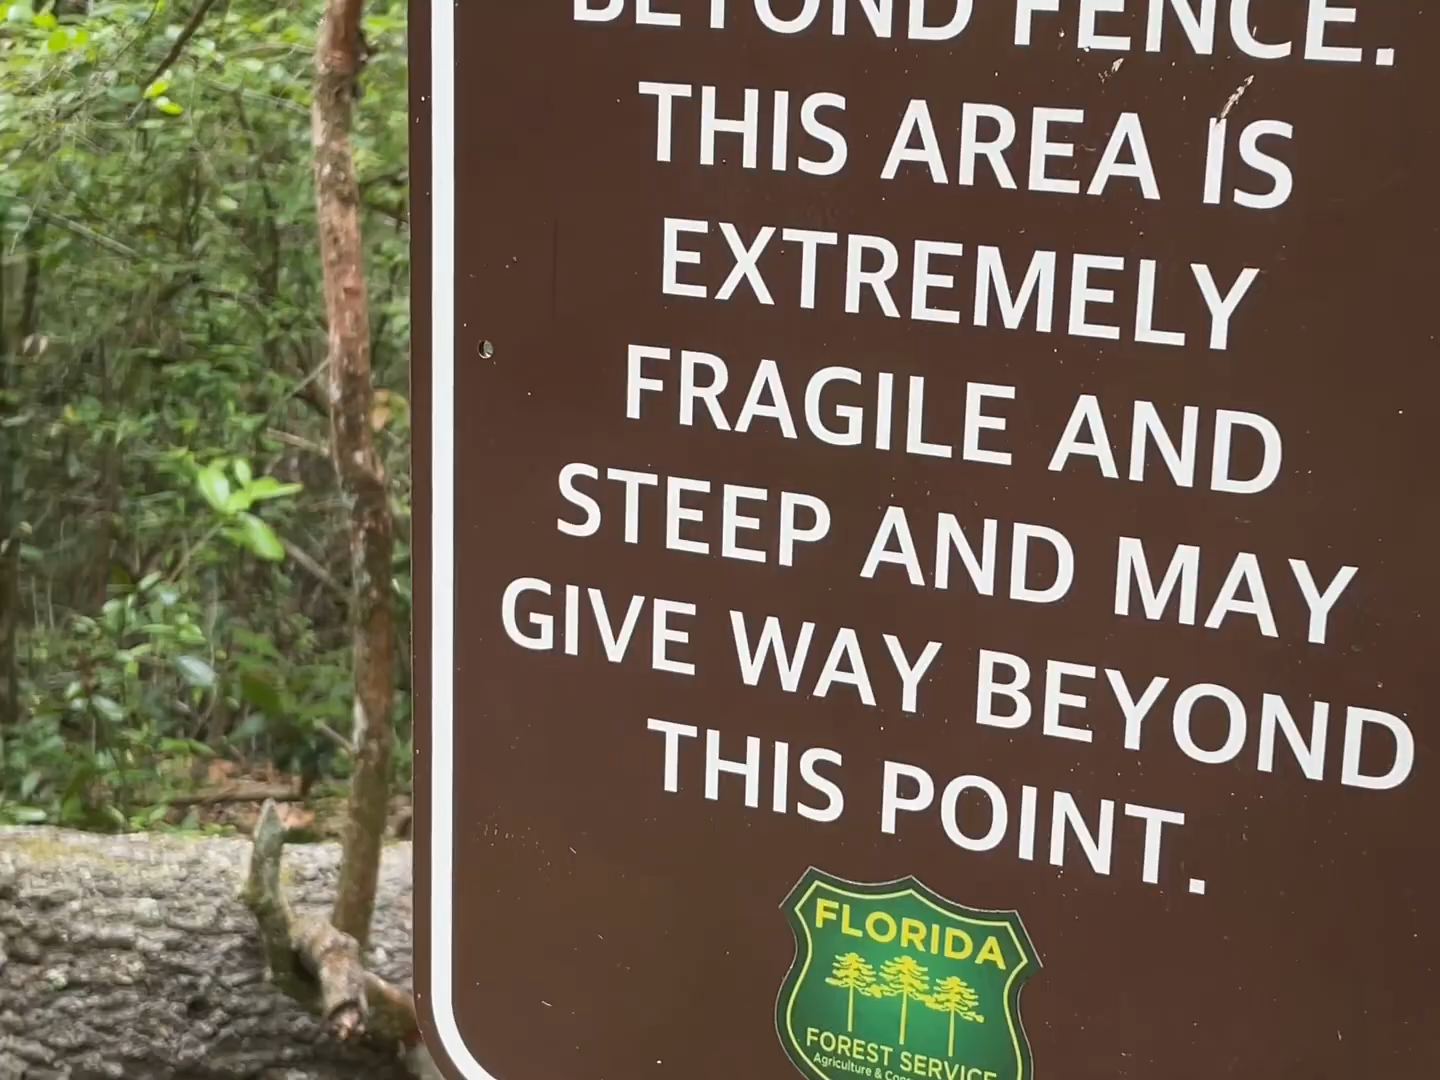 BEYOND FENCE.
THIS AREA IS
EXTREMELY
FRAGILE AND
STEEP AND MAY
GIVE WAY BEYOND
THIS POINT.
FLORIDA
FOREST SERVICE
Agriculture &